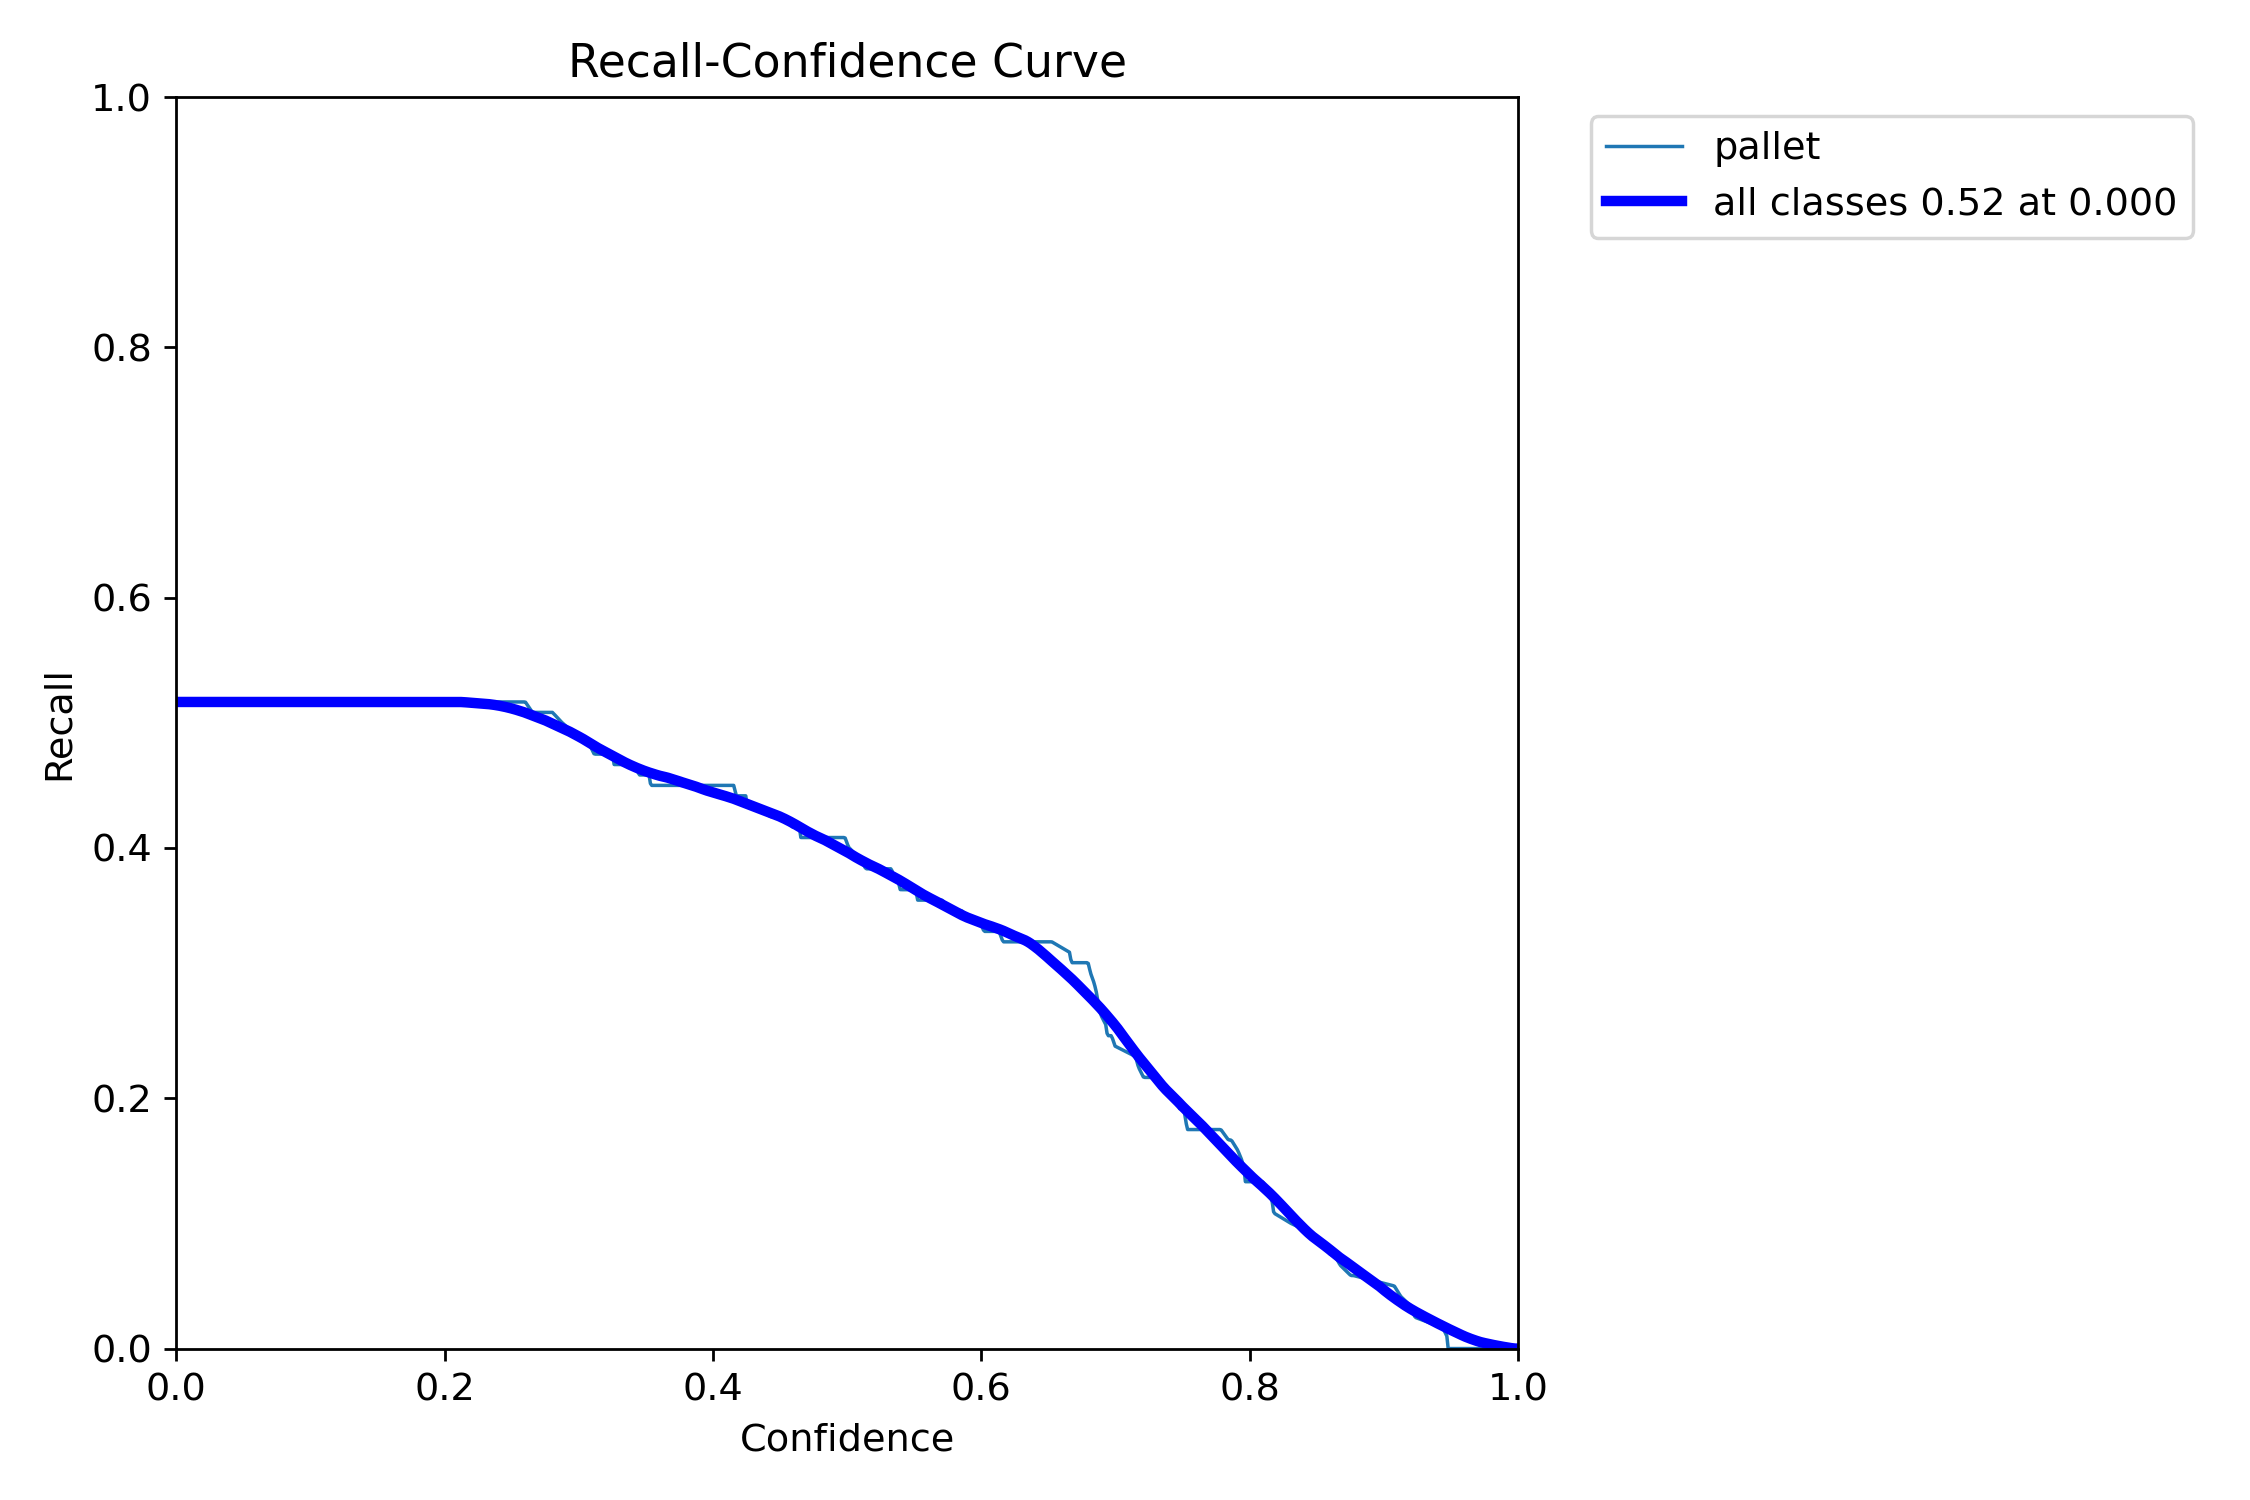 Recall-Confidence Curve
1.0
0.8
0.6
0.4
0.2
0.0
Recall
0.0 0.2 0.4 0.6 0.8 1.0
Confidence
pallet
all classes 0.52 at 0.000